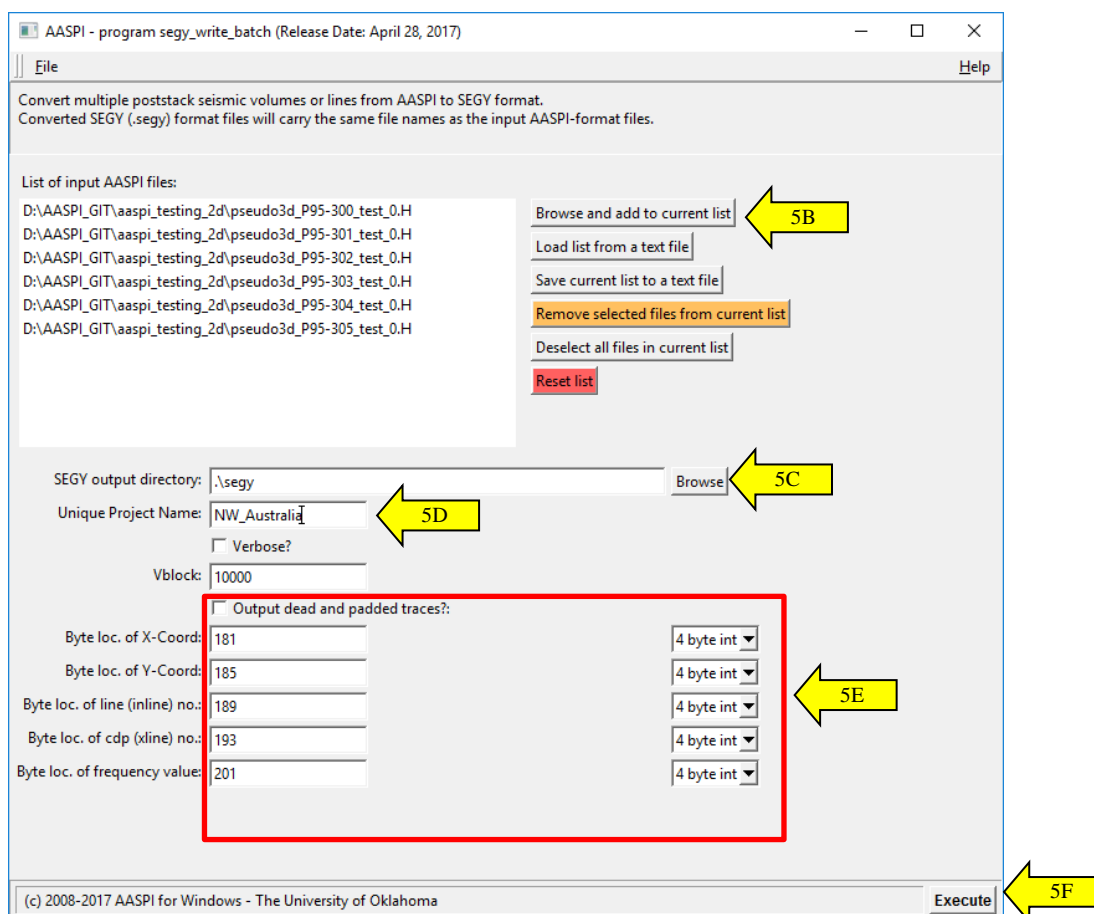 AASPI - program segy_write_batch (Release Date: April 28, 2017)
File Help
Convert multiple poststack seismic volumes or lines from AASPI to SEGY format.
Converted SEGY (.segy) format files will carry the same file names as the input AASPI-format files.
List of input AASPI files:
D:\AASPI_GIT\aaspi_testing_2d\pseudo3d_P95-300_test_0.H
D:\AASPI_GIT\aaspi_testing_2d\pseudo3d_P95-301_test_0.H
D:\AASPI_GIT\aaspi_testing_2d\pseudo3d_P95-302_test_0.H
D:\AASPI_GIT\aaspi_testing_2d\pseudo3d_P95-303_test_0.H
D:\AASPI_GIT\aaspi_testing_2d\pseudo3d_P95-304_test_0.H
D:\AASPI_GIT\aaspi_testing_2d\pseudo3d_P95-305_test_0.H
Browse and add to current list 5B
Load list from a text file
Save current list to a text file
Remove selected files from current list
Deselect all files in current list
Reset list
SEGY output directory: .\segy Browse 5C
Unique Project Name: NW_Australia 5D
Verbose?
Vblock: 10000
Output dead and padded traces?:
Byte loc. of X-Coord: 181 4 byte int
Byte loc. of Y-Coord: 185 4 byte int
Byte loc. of line (inline) no.: 189 4 byte int 5E
Byte loc. of cdp (xline) no.: 193 4 byte int
Byte loc. of frequency value: 201 4 byte int
(c) 2008-2017 AASPI for Windows - The University of Oklahoma Execute 5F